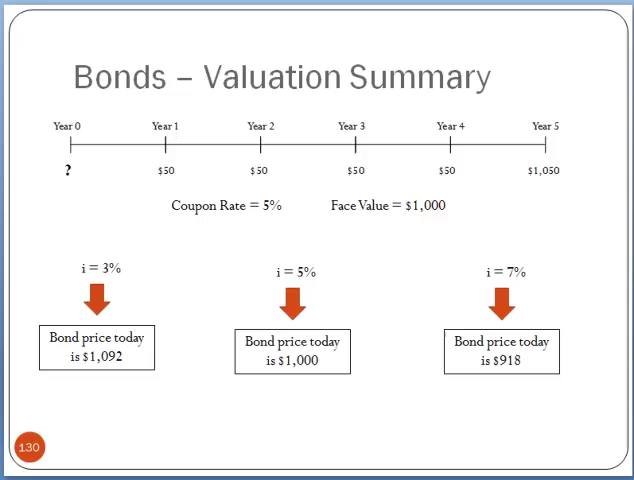 Bonds – Valuation Summary
Year 0 Year 1 Year 2 Year 3 Year 4 Year 5
? $50 $50 $50 $50 $1,050
Coupon Rate = 5% Face Value = $1,000
i = 3% i = 5% i = 7%
Bond price today
is $1,092
Bond price today
is $1,000
Bond price today
is $918
130